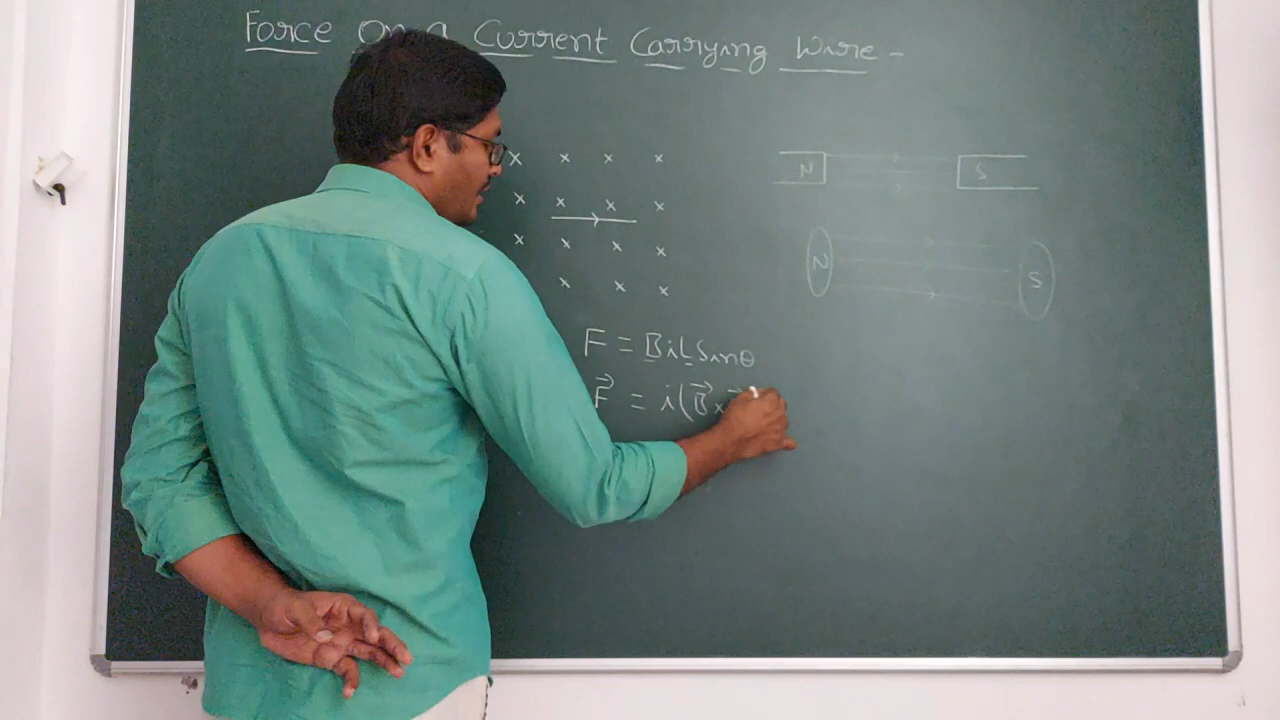 Force On a Current Carrying Wire -
x x x x
N S
x x x x
x x x x
N S
x x x
F = BiLSinθ
F⃗ = i(B⃗ x